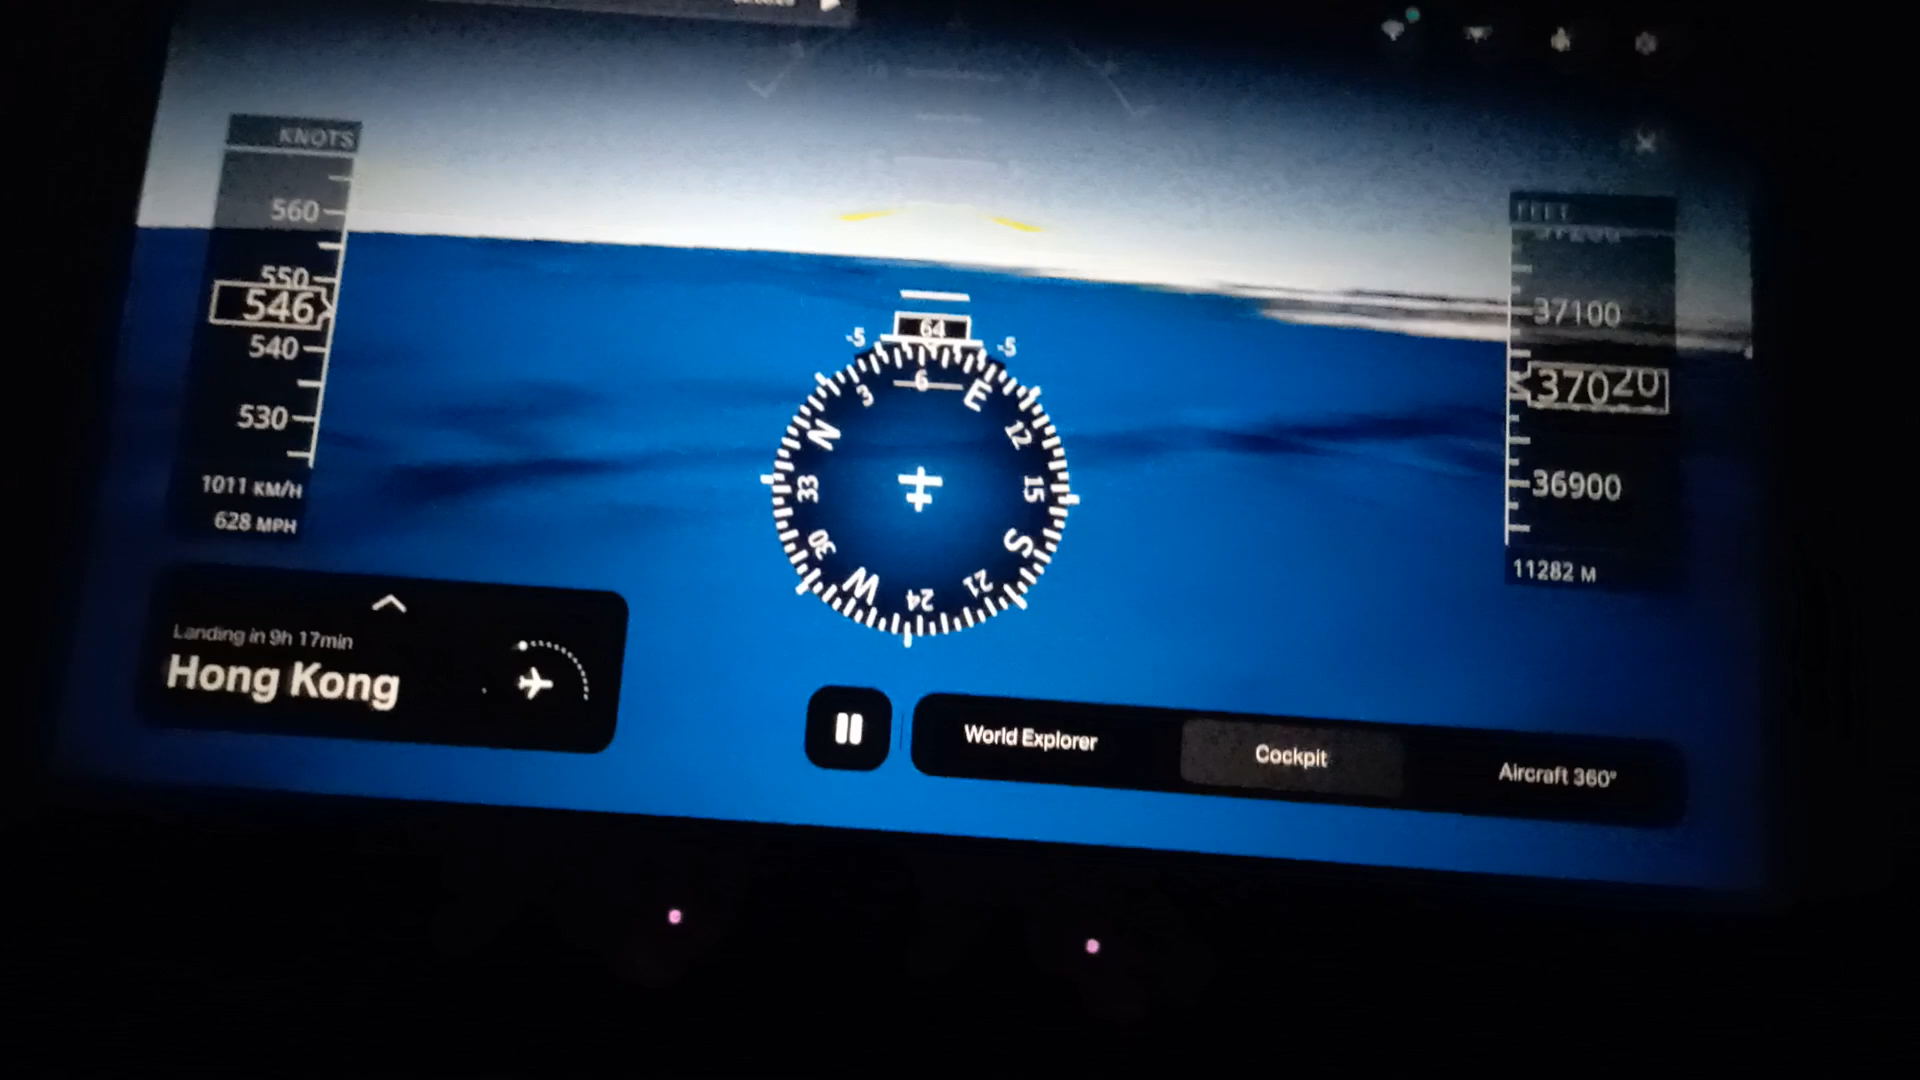 KNOTS
560
550
546
540
530
1011 KM/H
628 MPH
FEET
37100
37020
36900
11282 M
64
-5
-5
N
3
6
E
12
15
S
21
24
W
30
33
Landing in 9h 17min
Hong Kong
World Explorer
Cockpit
Aircraft 360°